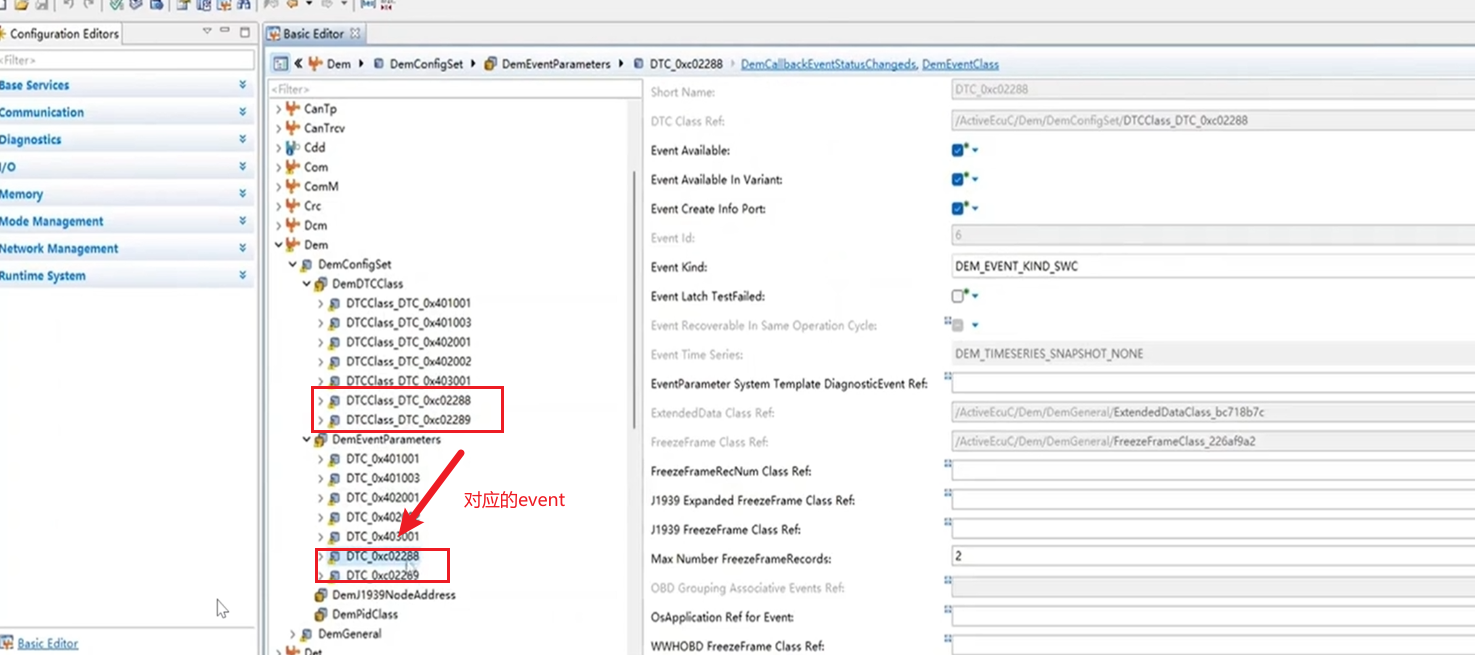 Configuration Editors
<Filter>
Base Services
Communication
Diagnostics
I/O
Memory
Mode Management
Network Management
Runtime System
Basic Editor
Basic Editor
Dem
DemConfigSet
DemEventParameters
DTC_0xc02288
DemCallbackEventStatusChangeds, DemEventClass
<Filter>
CanTp
CanTrcv
Cdd
Com
ComM
Crc
Dcm
Dem
DemConfigSet
DemDTCClass
DTCClass_DTC_0x401001
DTCClass_DTC_0x401003
DTCClass_DTC_0x402001
DTCClass_DTC_0x402002
DTCClass_DTC_0x403001
DTCClass_DTC_0xc02288
DTCClass_DTC_0xc02289
DemEventParameters
DTC_0x401001
DTC_0x401003
DTC_0x402001
DTC_0x403001
DTC_0xc02288
DTC_0xc02289
对应的event
DemJ1939NodeAddress
DemPidClass
DemGeneral
Det
Short Name: DTC_0xc02288
DTC Class Ref: /ActiveEcuC/Dem/DemConfigSet/DTCClass_DTC_0xc02288
Event Available:
Event Available In Variant:
Event Create Info Port:
Event Id: 6
Event Kind: DEM_EVENT_KIND_SWC
Event Latch TestFailed:
Event Recoverable In Same Operation Cycle:
Event Time Series: DEM_TIMESERIES_SNAPSHOT_NONE
EventParameter System Template DiagnosticEvent Ref:
ExtendedData Class Ref: /ActiveEcuC/Dem/DemGeneral/ExtendedDataClass_bc718b7c
FreezeFrame Class Ref: /ActiveEcuC/Dem/DemGeneral/FreezeFrameClass_226af9a2
FreezeFrameRecNum Class Ref:
J1939 Expanded FreezeFrame Class Ref:
J1939 FreezeFrame Class Ref:
Max Number FreezeFrameRecords: 2
OBD Grouping Associative Events Ref:
OsApplication Ref for Event:
WWHOBD FreezeFrame Class Ref: